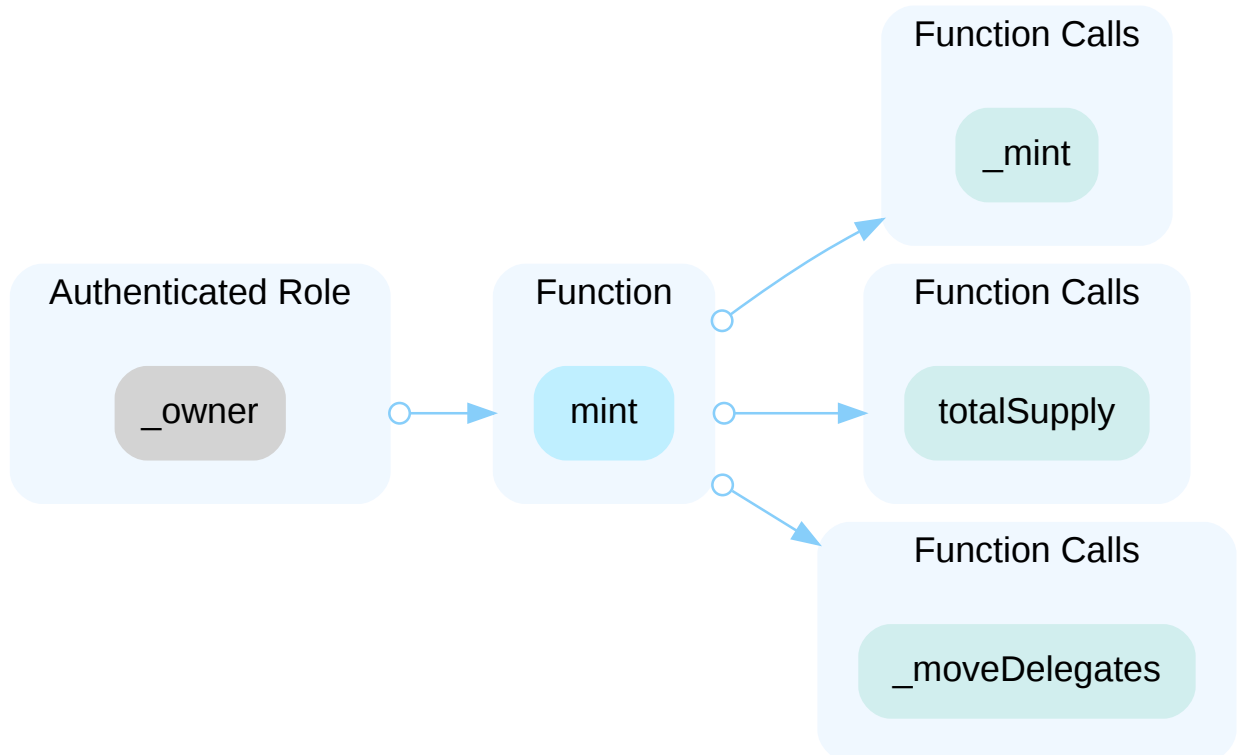 Authenticated Role
_owner
Function
mint
Function Calls
_mint
Function Calls
totalSupply
Function Calls
_moveDelegates